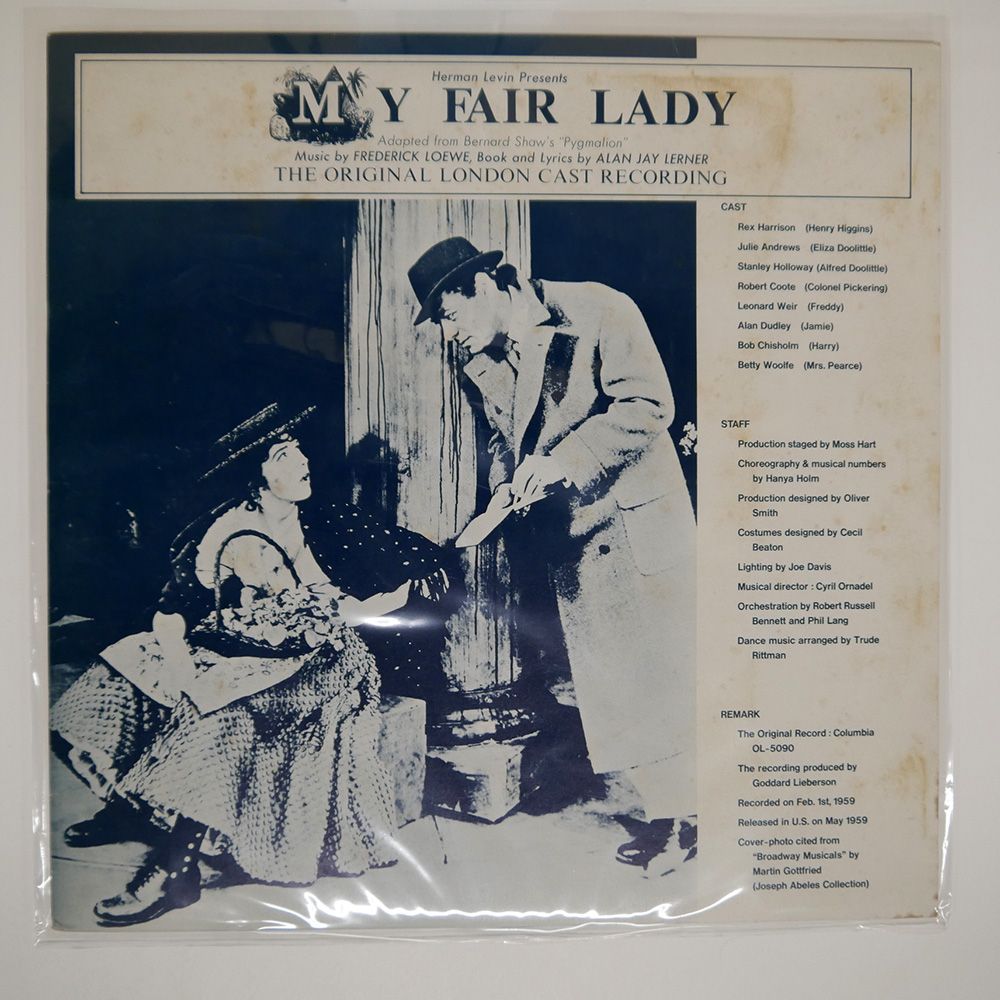 Herman Levin Presents
MY FAIR LADY
Adapted from Bernard Shaw's "Pygmalion"
Music by FREDERICK LOEWE, Book and Lyrics by ALAN JAY LERNER
THE ORIGINAL LONDON CAST RECORDING
CAST
Rex Harrison (Henry Higgins)
Julie Andrews (Eliza Doolittle)
Stanley Holloway (Alfred Doolittle)
Robert Coote (Colonel Pickering)
Leonard Weir (Freddy)
Alan Dudley (Jamie)
Bob Chisholm (Harry)
Betty Woolfe (Mrs. Pearce)
STAFF
Production staged by Moss Hart
Choreography & musical numbers
by Hanya Holm
Production designed by Oliver
Smith
Costumes designed by Cecil
Beaton
Lighting by Joe Davis
Musical director : Cyril Ornadel
Orchestration by Robert Russell
Bennett and Phil Lang
Dance music arranged by Trude
Rittman
REMARK
The Original Record : Columbia
OL-5090
The recording produced by
Goddard Lieberson
Recorded on Feb. 1st, 1959
Released in U.S. on May 1959
Cover-photo cited from
"Broadway Musicals" by
Martin Gottfried
(Joseph Abeles Collection)